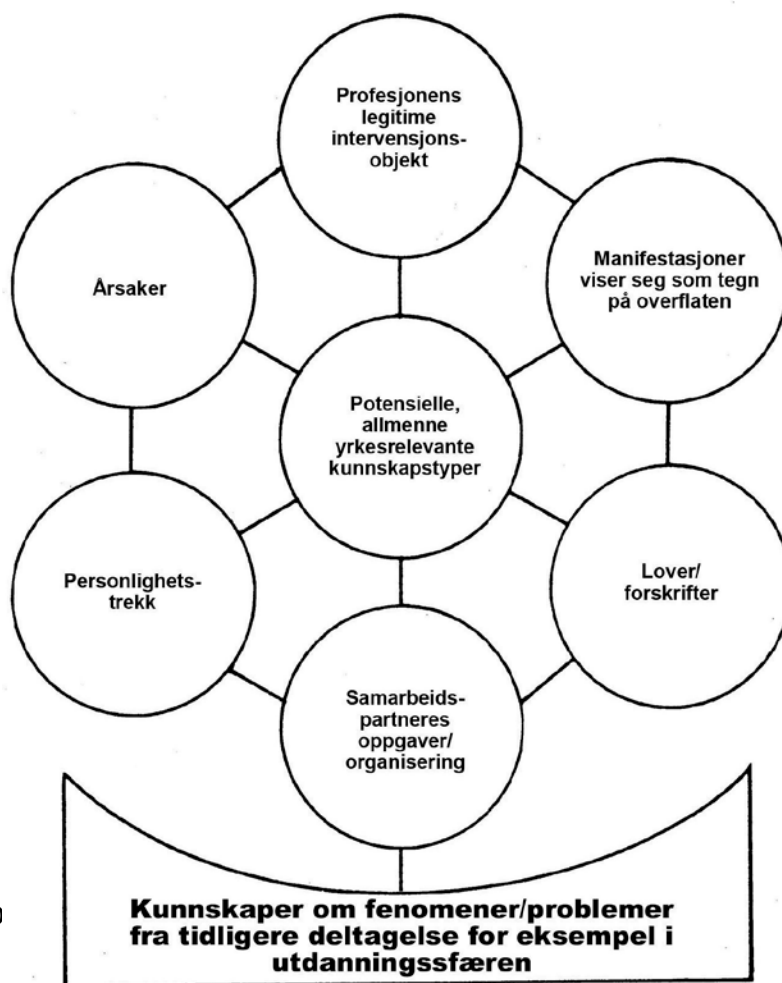 Profesjonens
legitime
intervensjons-
objekt
Årsaker
Manifestasjoner
viser seg som tegn
på overflaten
Potensielle,
allmenne
yrkesrelevante
kunnskapstyper
Personlighets-
trekk
Lover/
forskrifter
Samarbeids-
partneres
oppgaver/
organisering
Kunnskaper om fenomener/problemer
fra tidligere deltagelse for eksempel i
utdanningssfæren